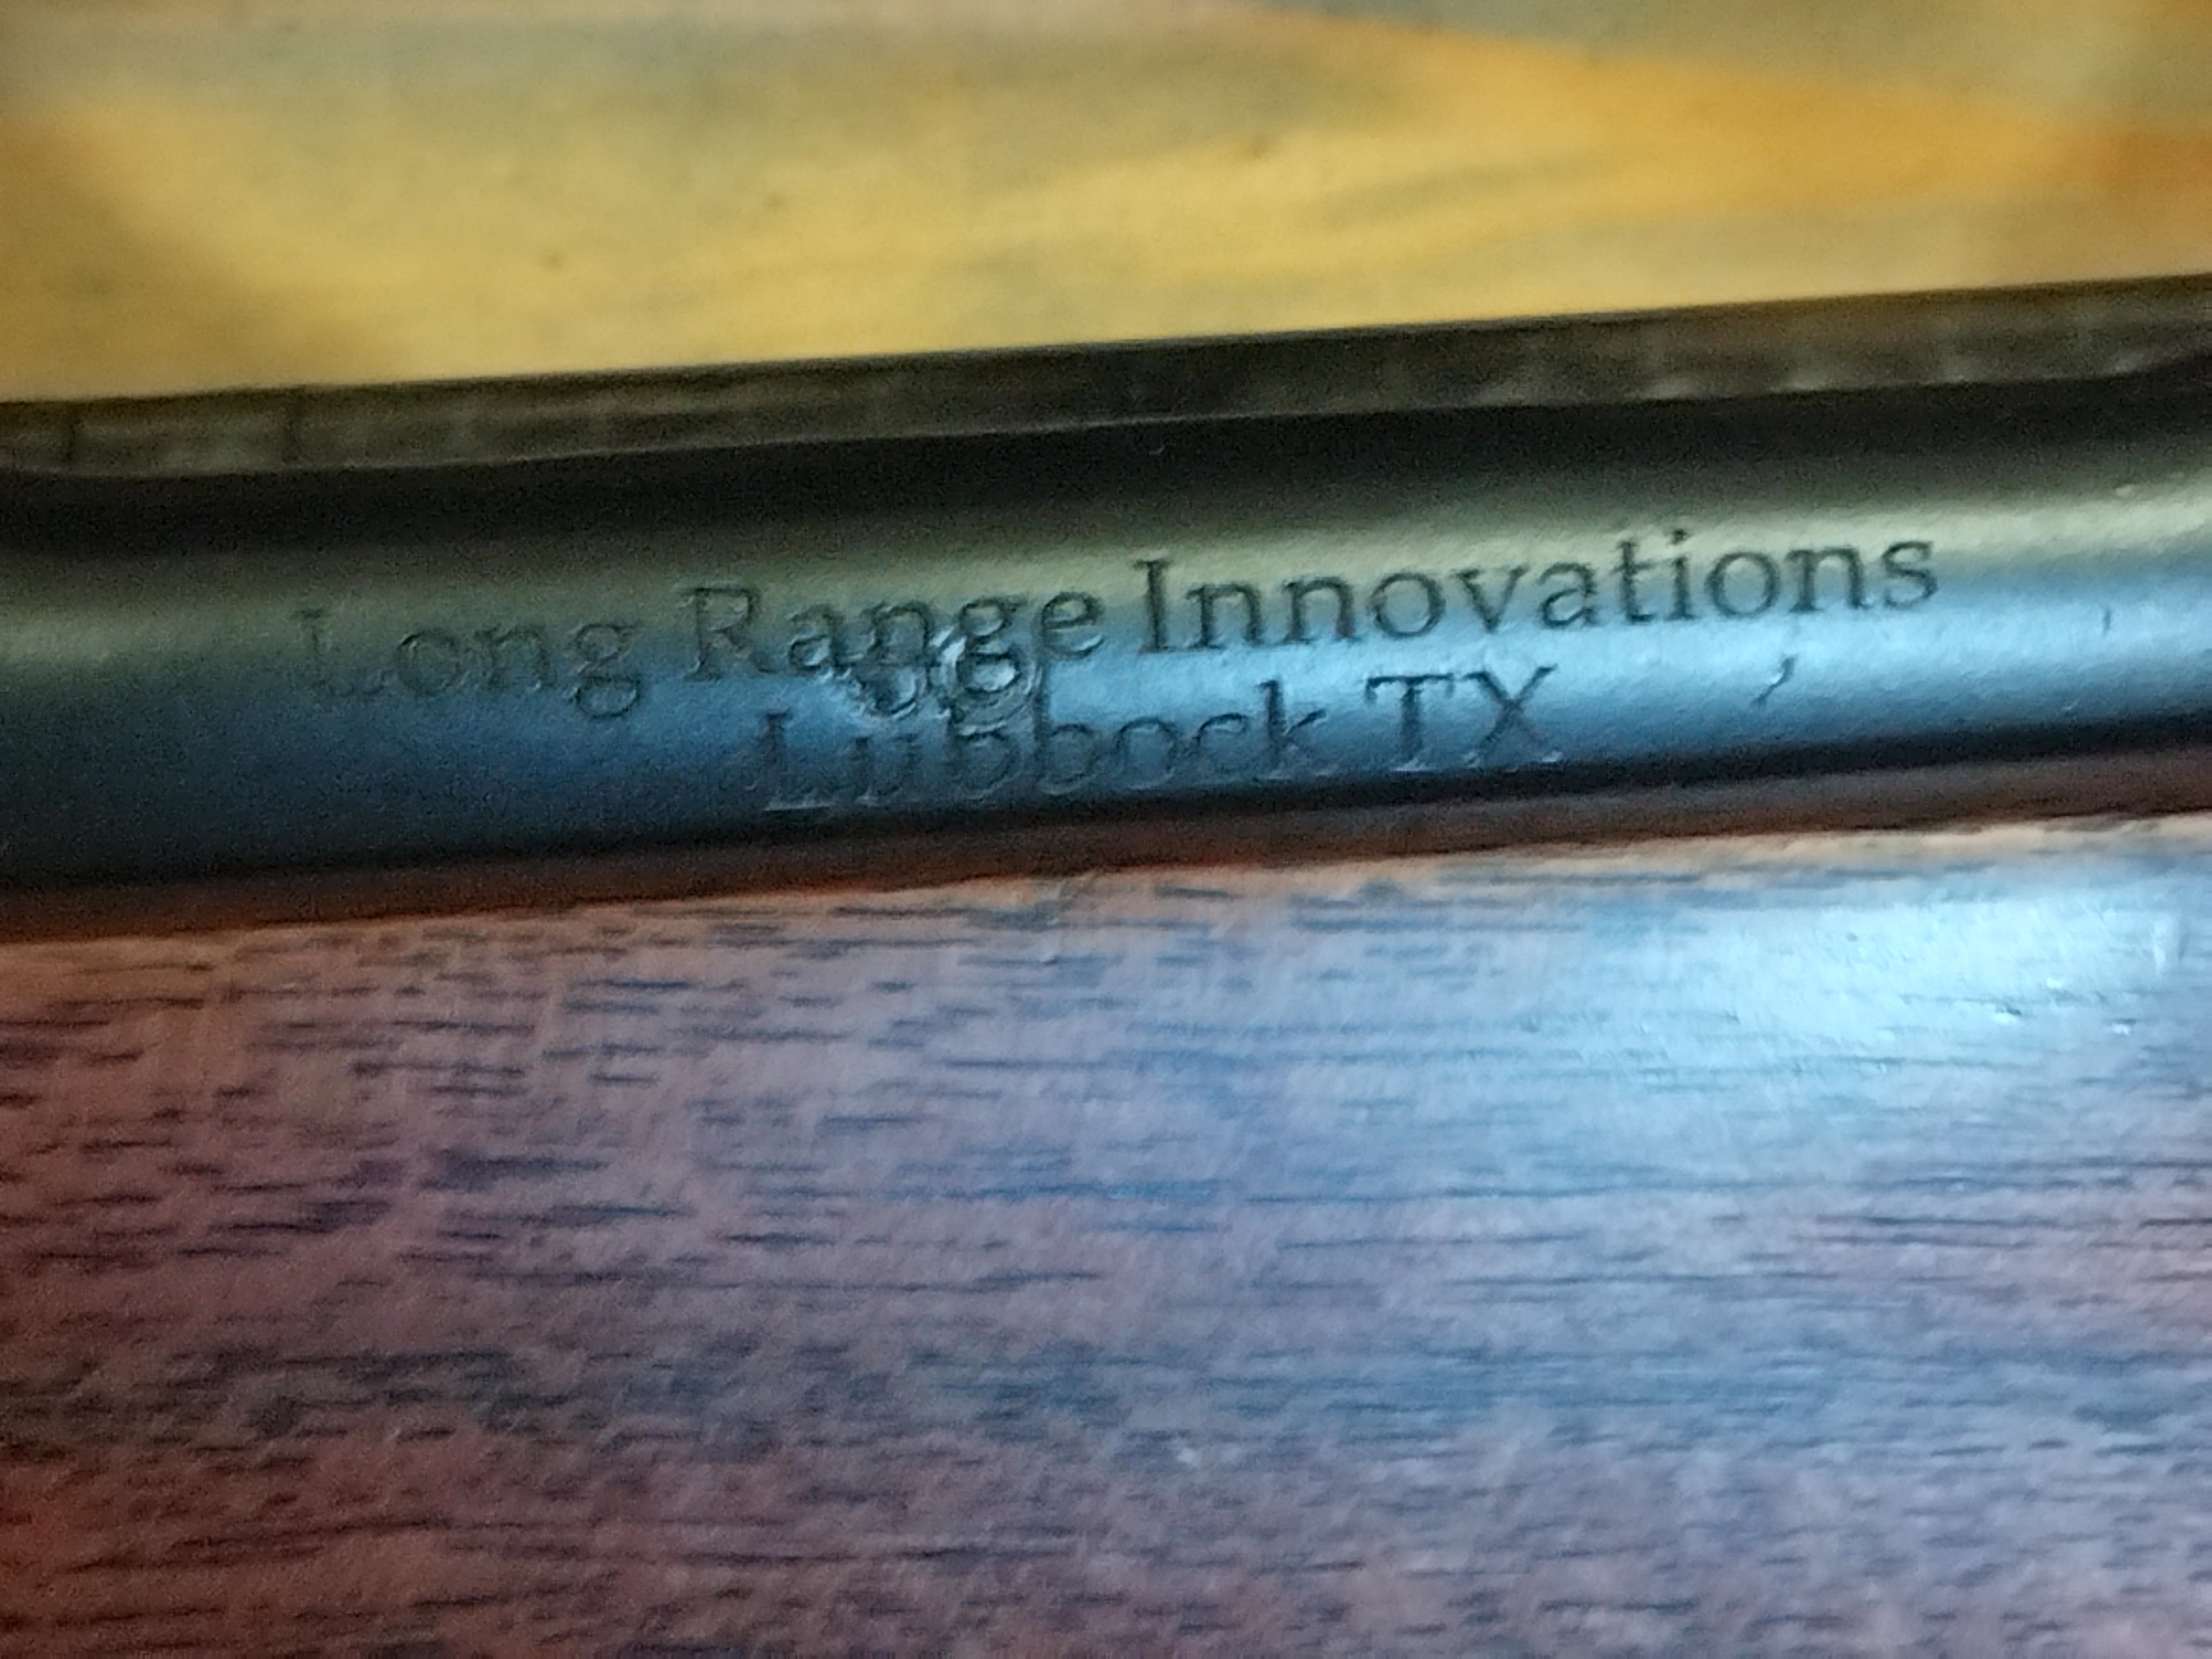 Long Range Innovations
Lubbock TX